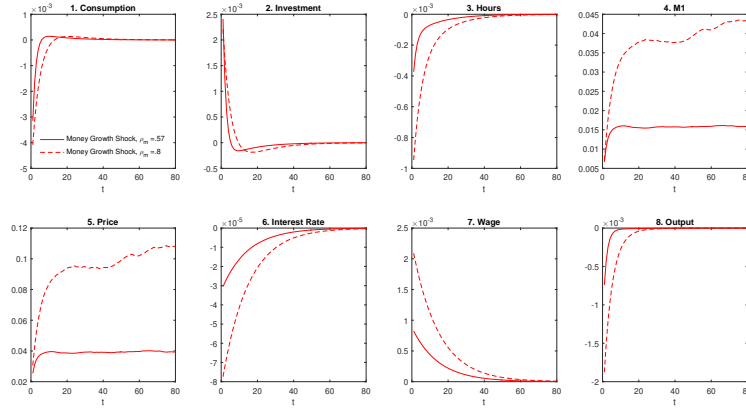 1. Consumption
×10⁻³
1
0
-1
-2
-3
-4
-5
0 20 40 60 80
t
Money Growth Shock, ρm =.57
Money Growth Shock, ρm =.8
2. Investment
×10⁻³
2.5
2
1.5
1
0.5
0
-0.5
0 20 40 60 80
t
3. Hours
×10⁻³
0
-0.2
-0.4
-0.6
-0.8
-1
0 20 40 60 80
t
4. M1
0.045
0.04
0.035
0.03
0.025
0.02
0.015
0.01
0.005
0 20 40 60 80
t
5. Price
0.12
0.1
0.08
0.06
0.04
0.02
0 20 40 60 80
t
6. Interest Rate
×10⁻⁵
0
-1
-2
-3
-4
-5
-6
-7
-8
0 20 40 60 80
t
7. Wage
×10⁻³
2.5
2
1.5
1
0.5
0
0 20 40 60 80
t
8. Output
×10⁻³
0
-0.5
-1
-1.5
-2
0 20 40 60 80
t